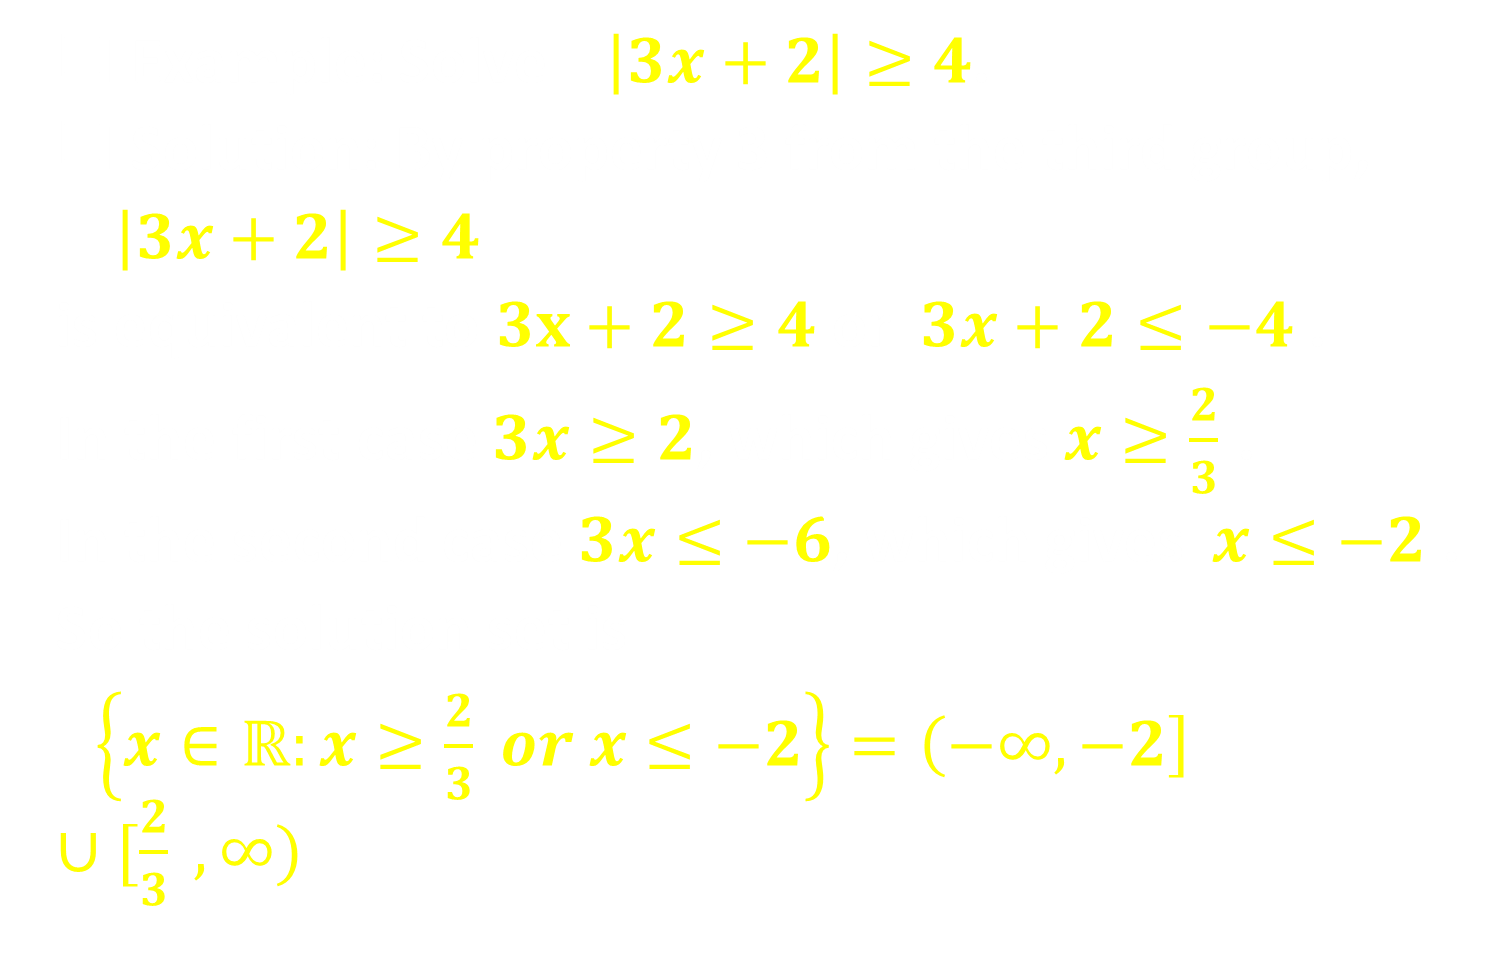 |3x + 2| ≥ 4
|3x + 2| ≥ 4
3x + 2 ≥ 4 3x + 2 ≤ −4
3x ≥ 2 x ≥ 2/3
3x ≤ −6 x ≤ −2
{x ∈ ℝ: x ≥ 2/3 or x ≤ −2} = (−∞, −2]
∪ [2/3 , ∞)